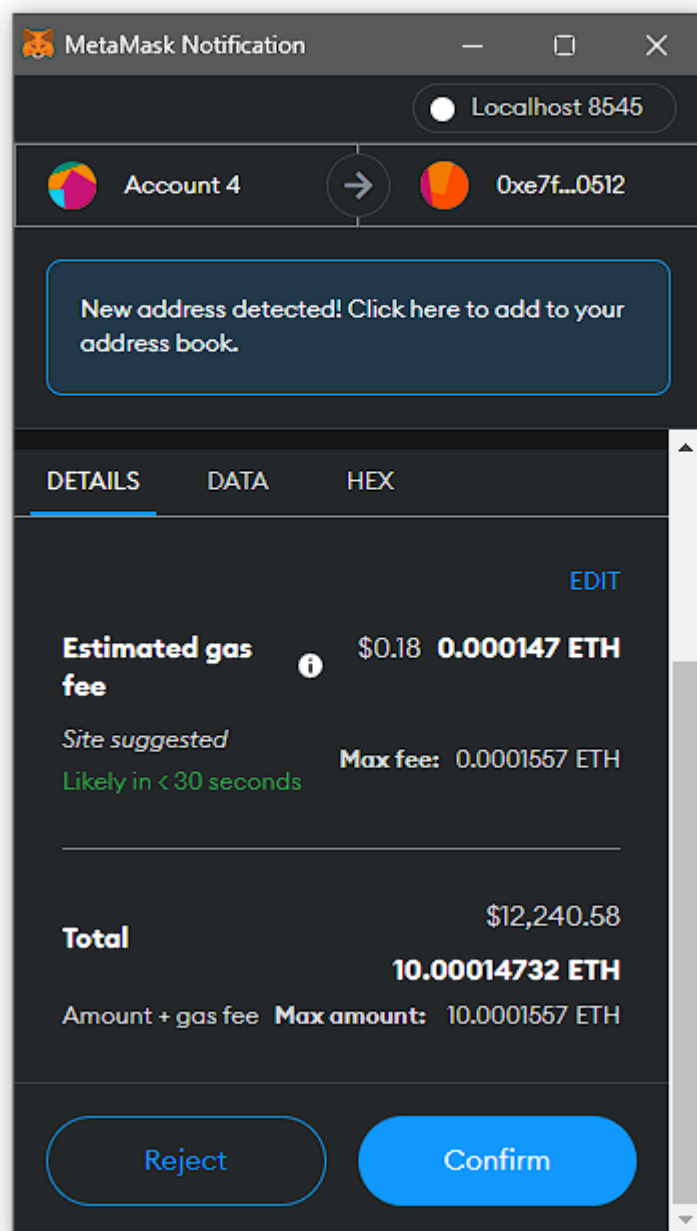 MetaMask Notification
Localhost 8545
Account 4
0xe7f...0512
New address detected! Click here to add to your
address book.
DETAILS DATA HEX
EDIT
Estimated gas
fee
$0.18 0.000147 ETH
Site suggested
Likely in < 30 seconds
Max fee: 0.0001557 ETH
Total
$12,240.58
10.00014732 ETH
Amount + gas fee Max amount: 10.0001557 ETH
Reject
Confirm